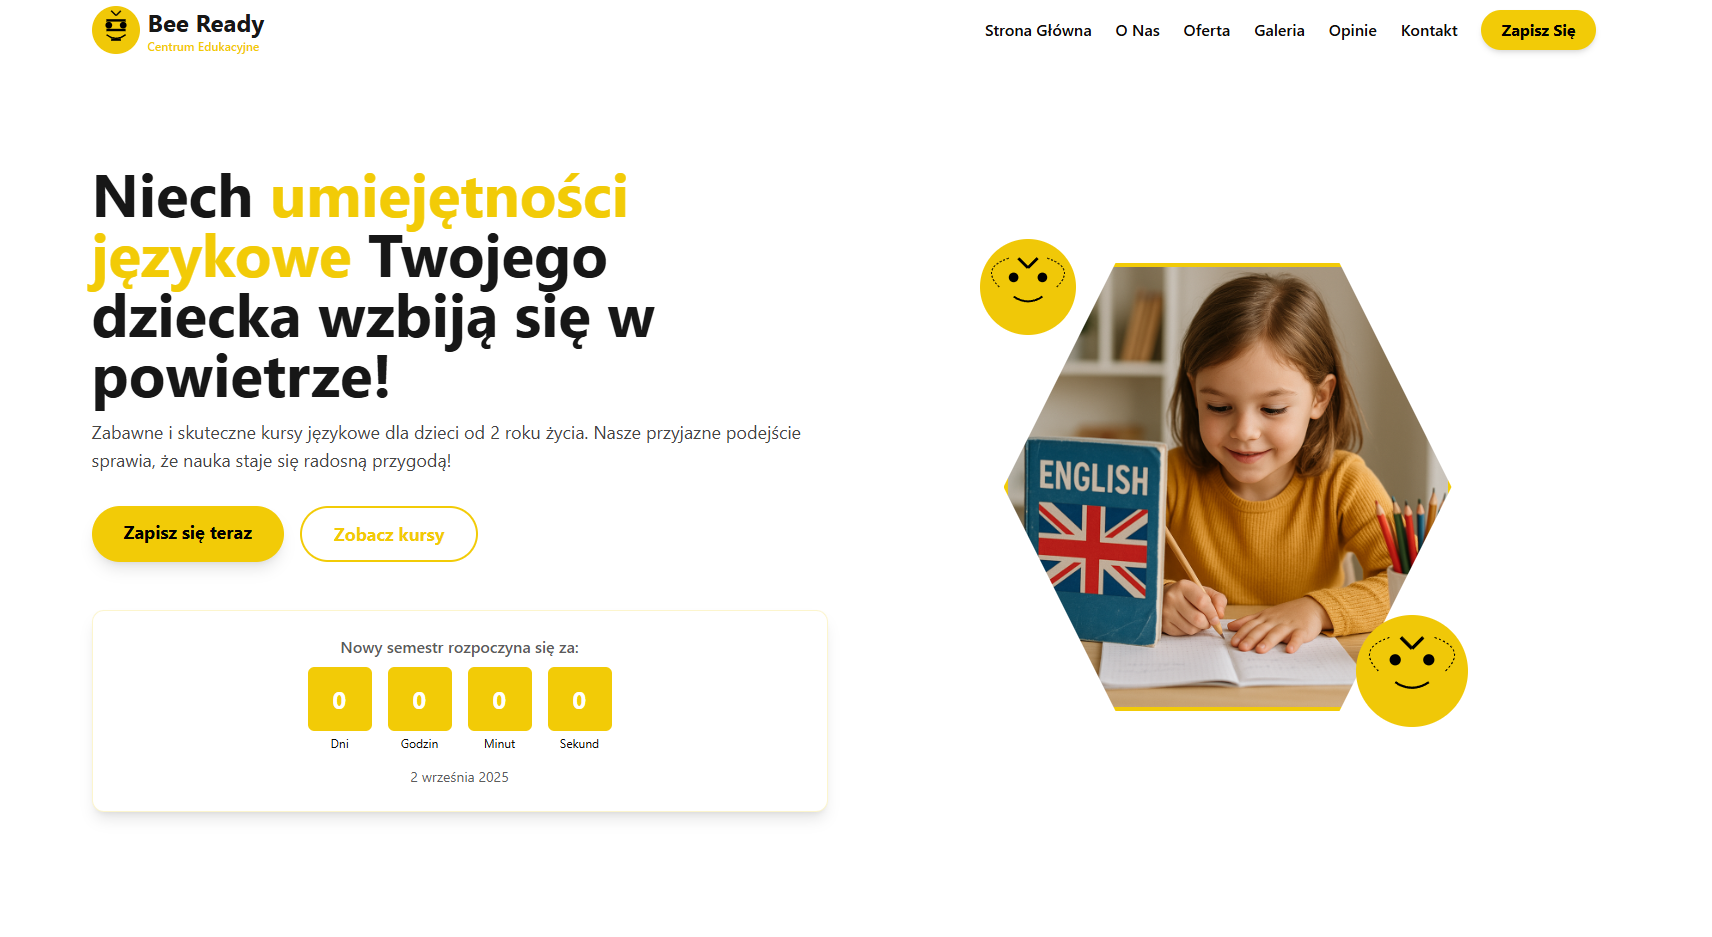 Bee Ready
Centrum Edukacyjne
Strona Główna
O Nas
Oferta
Galeria
Opinie
Kontakt
Zapisz Się
Niech umiejętności
językowe Twojego
dziecka wzbiją się w
powietrze!
Zabawne i skuteczne kursy językowe dla dzieci od 2 roku życia. Nasze przyjazne podejście
sprawia, że nauka staje się radosną przygodą!
Zapisz się teraz
Zobacz kursy
Nowy semestr rozpoczyna się za:
0 0 0 0
Dni Godzin Minut Sekund
2 września 2025
ENGLISH